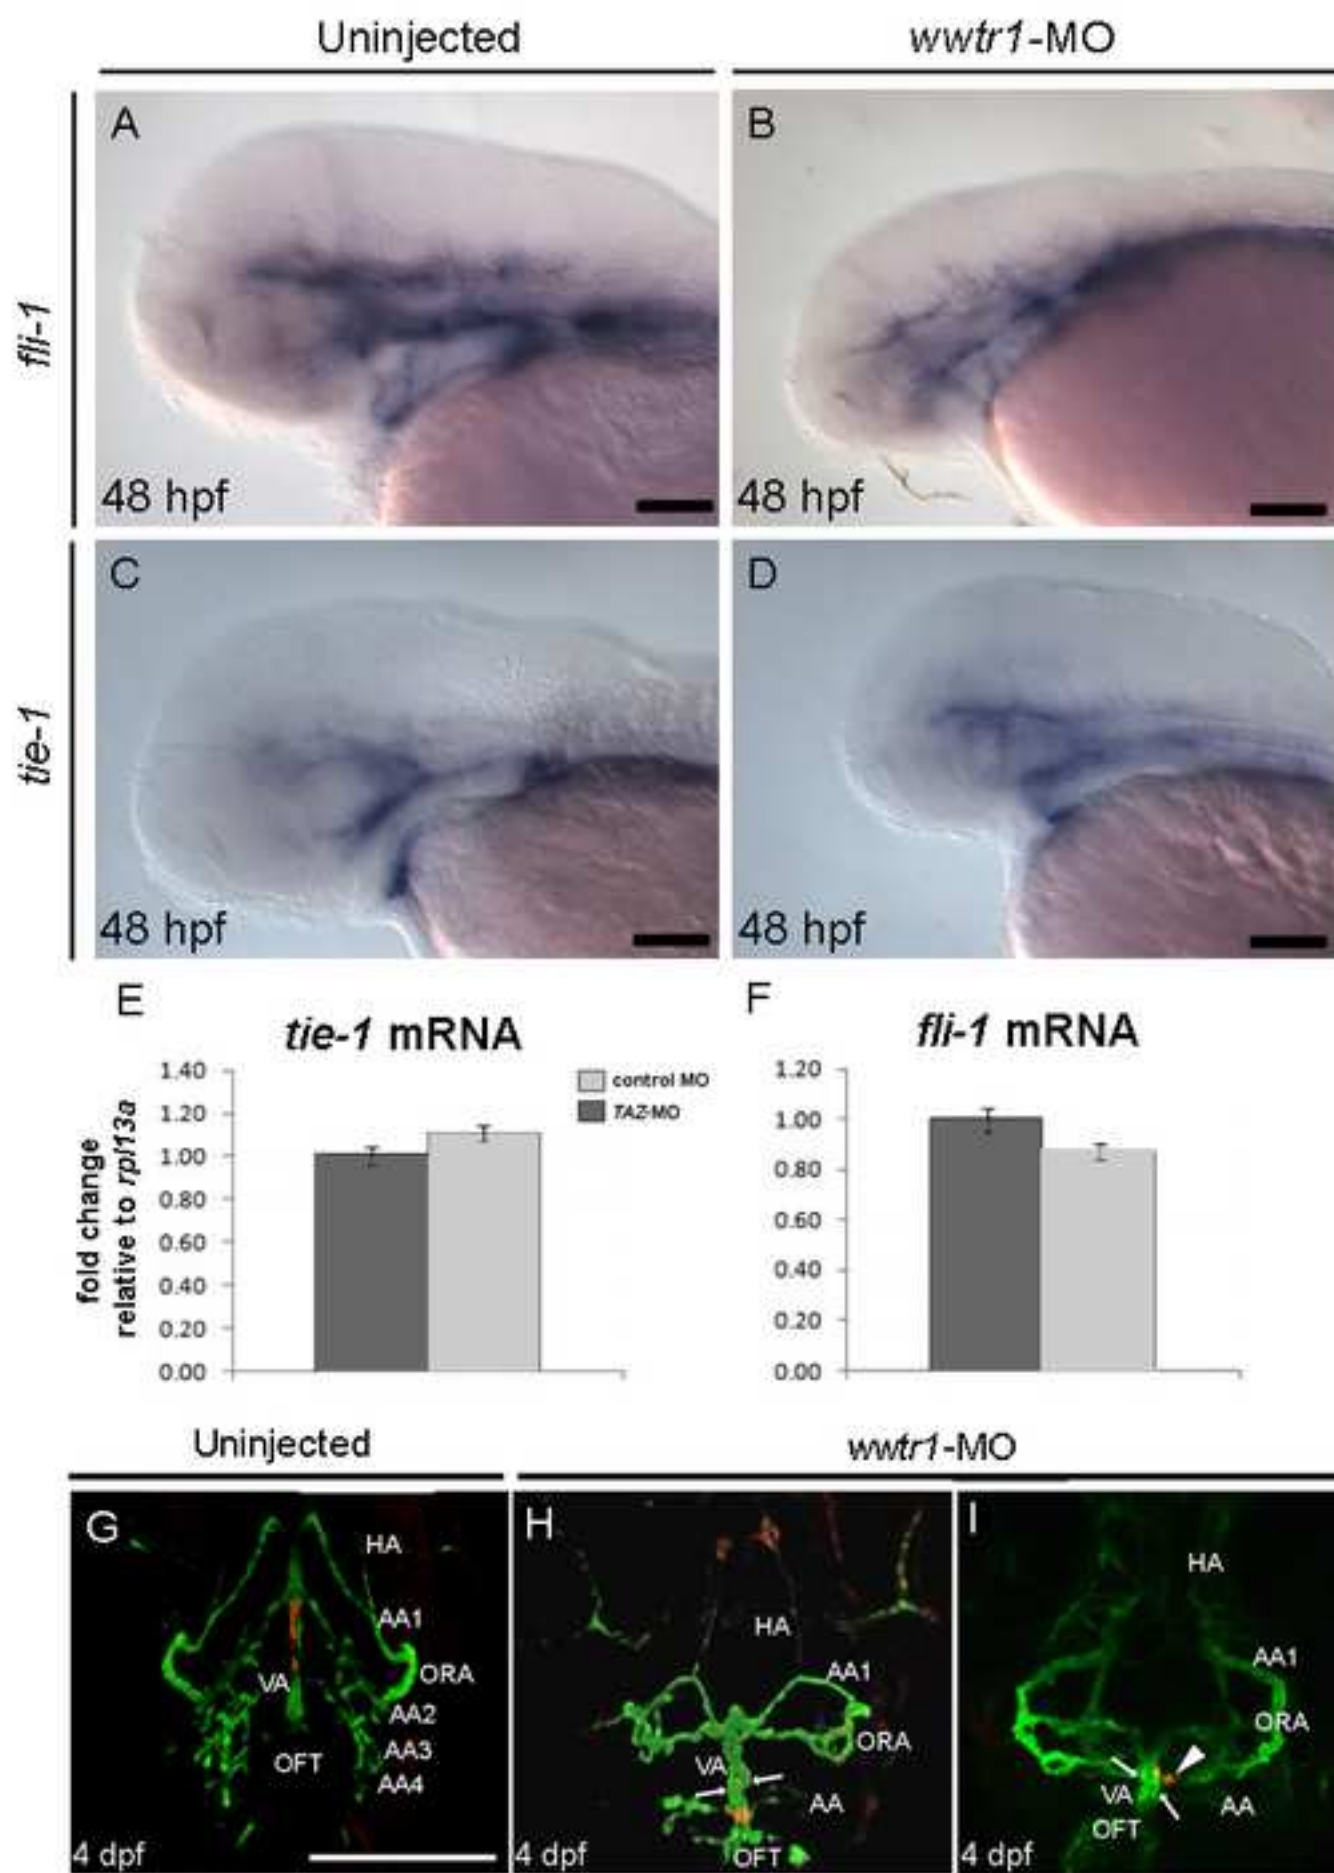 Uninjected
wwtr1-MO
fli-1
A
48 hpf
B
48 hpf
tie-1
C
48 hpf
D
48 hpf
E
tie-1 mRNA
fold change
relative to rpl13a
1.40
1.20
1.00
0.80
0.60
0.40
0.20
0.00
control MO
TAZ-MO
F
fli-1 mRNA
1.20
1.00
0.80
0.60
0.40
0.20
0.00
Uninjected
wwtr1-MO
G
HA
AA1
ORA
VA
AA2
OFT
AA3
AA4
4 dpf
H
HA
AA1
ORA
VA
AA
OFT
4 dpf
I
HA
AA1
ORA
VA
AA
OFT
4 dpf